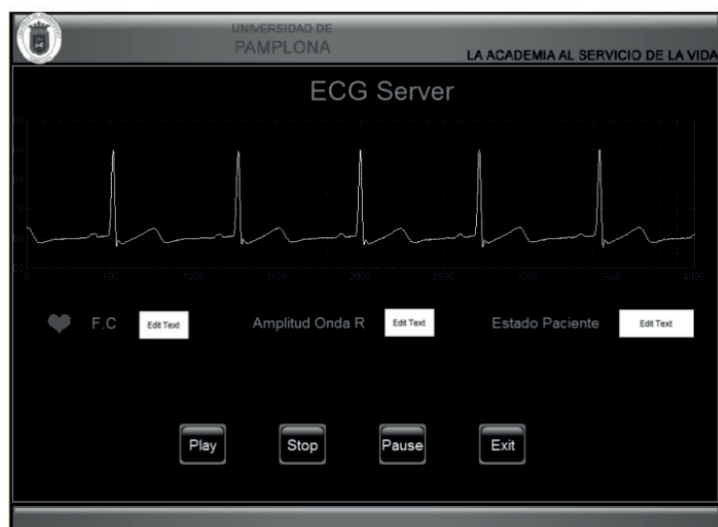 UNIVERSIDAD DE
PAMPLONA
LA ACADEMIA AL SERVICIO DE LA VIDA
ECG Server
0 500 1000 1500 2000 2500 3000 3500 4000
F.C Edit Text Amplitud Onda R Edit Text Estado Paciente Edit Text
Play Stop Pause Exit